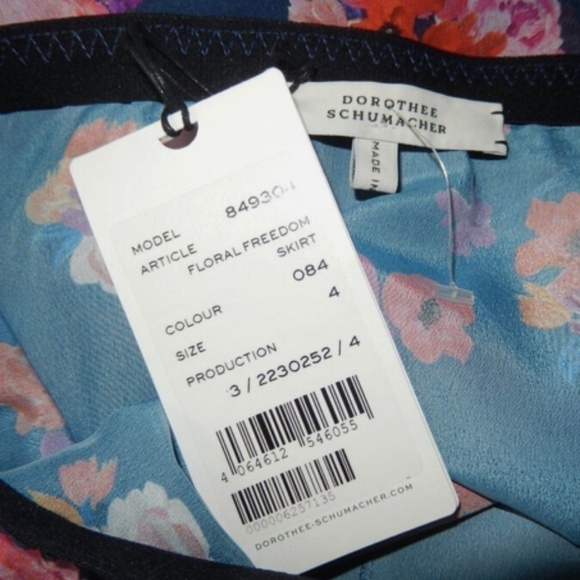 DOROTHEE
SCHUMACHER
MADE IN
MODEL 84930
ARTICLE FLORAL FREEDOM
SKIRT
COLOUR 084
SIZE 4
PRODUCTION
3 / 2230252 / 4
4 064612 546055
000006257135
DOROTHEE-SCHUMACHER.COM